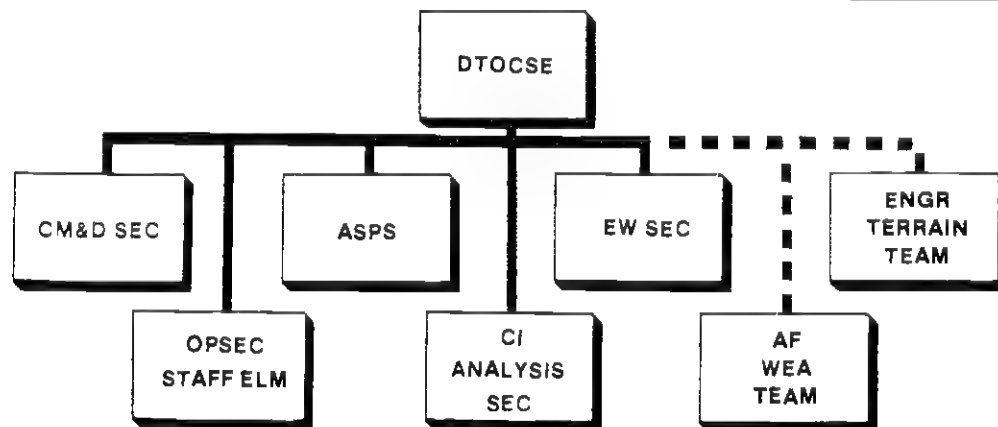 DTOCSE
CM&D SEC
ASPS
EW SEC
ENGR
TERRAIN
TEAM
OPSEC
STAFF ELM
CI
ANALYSIS
SEC
AF
WEA
TEAM